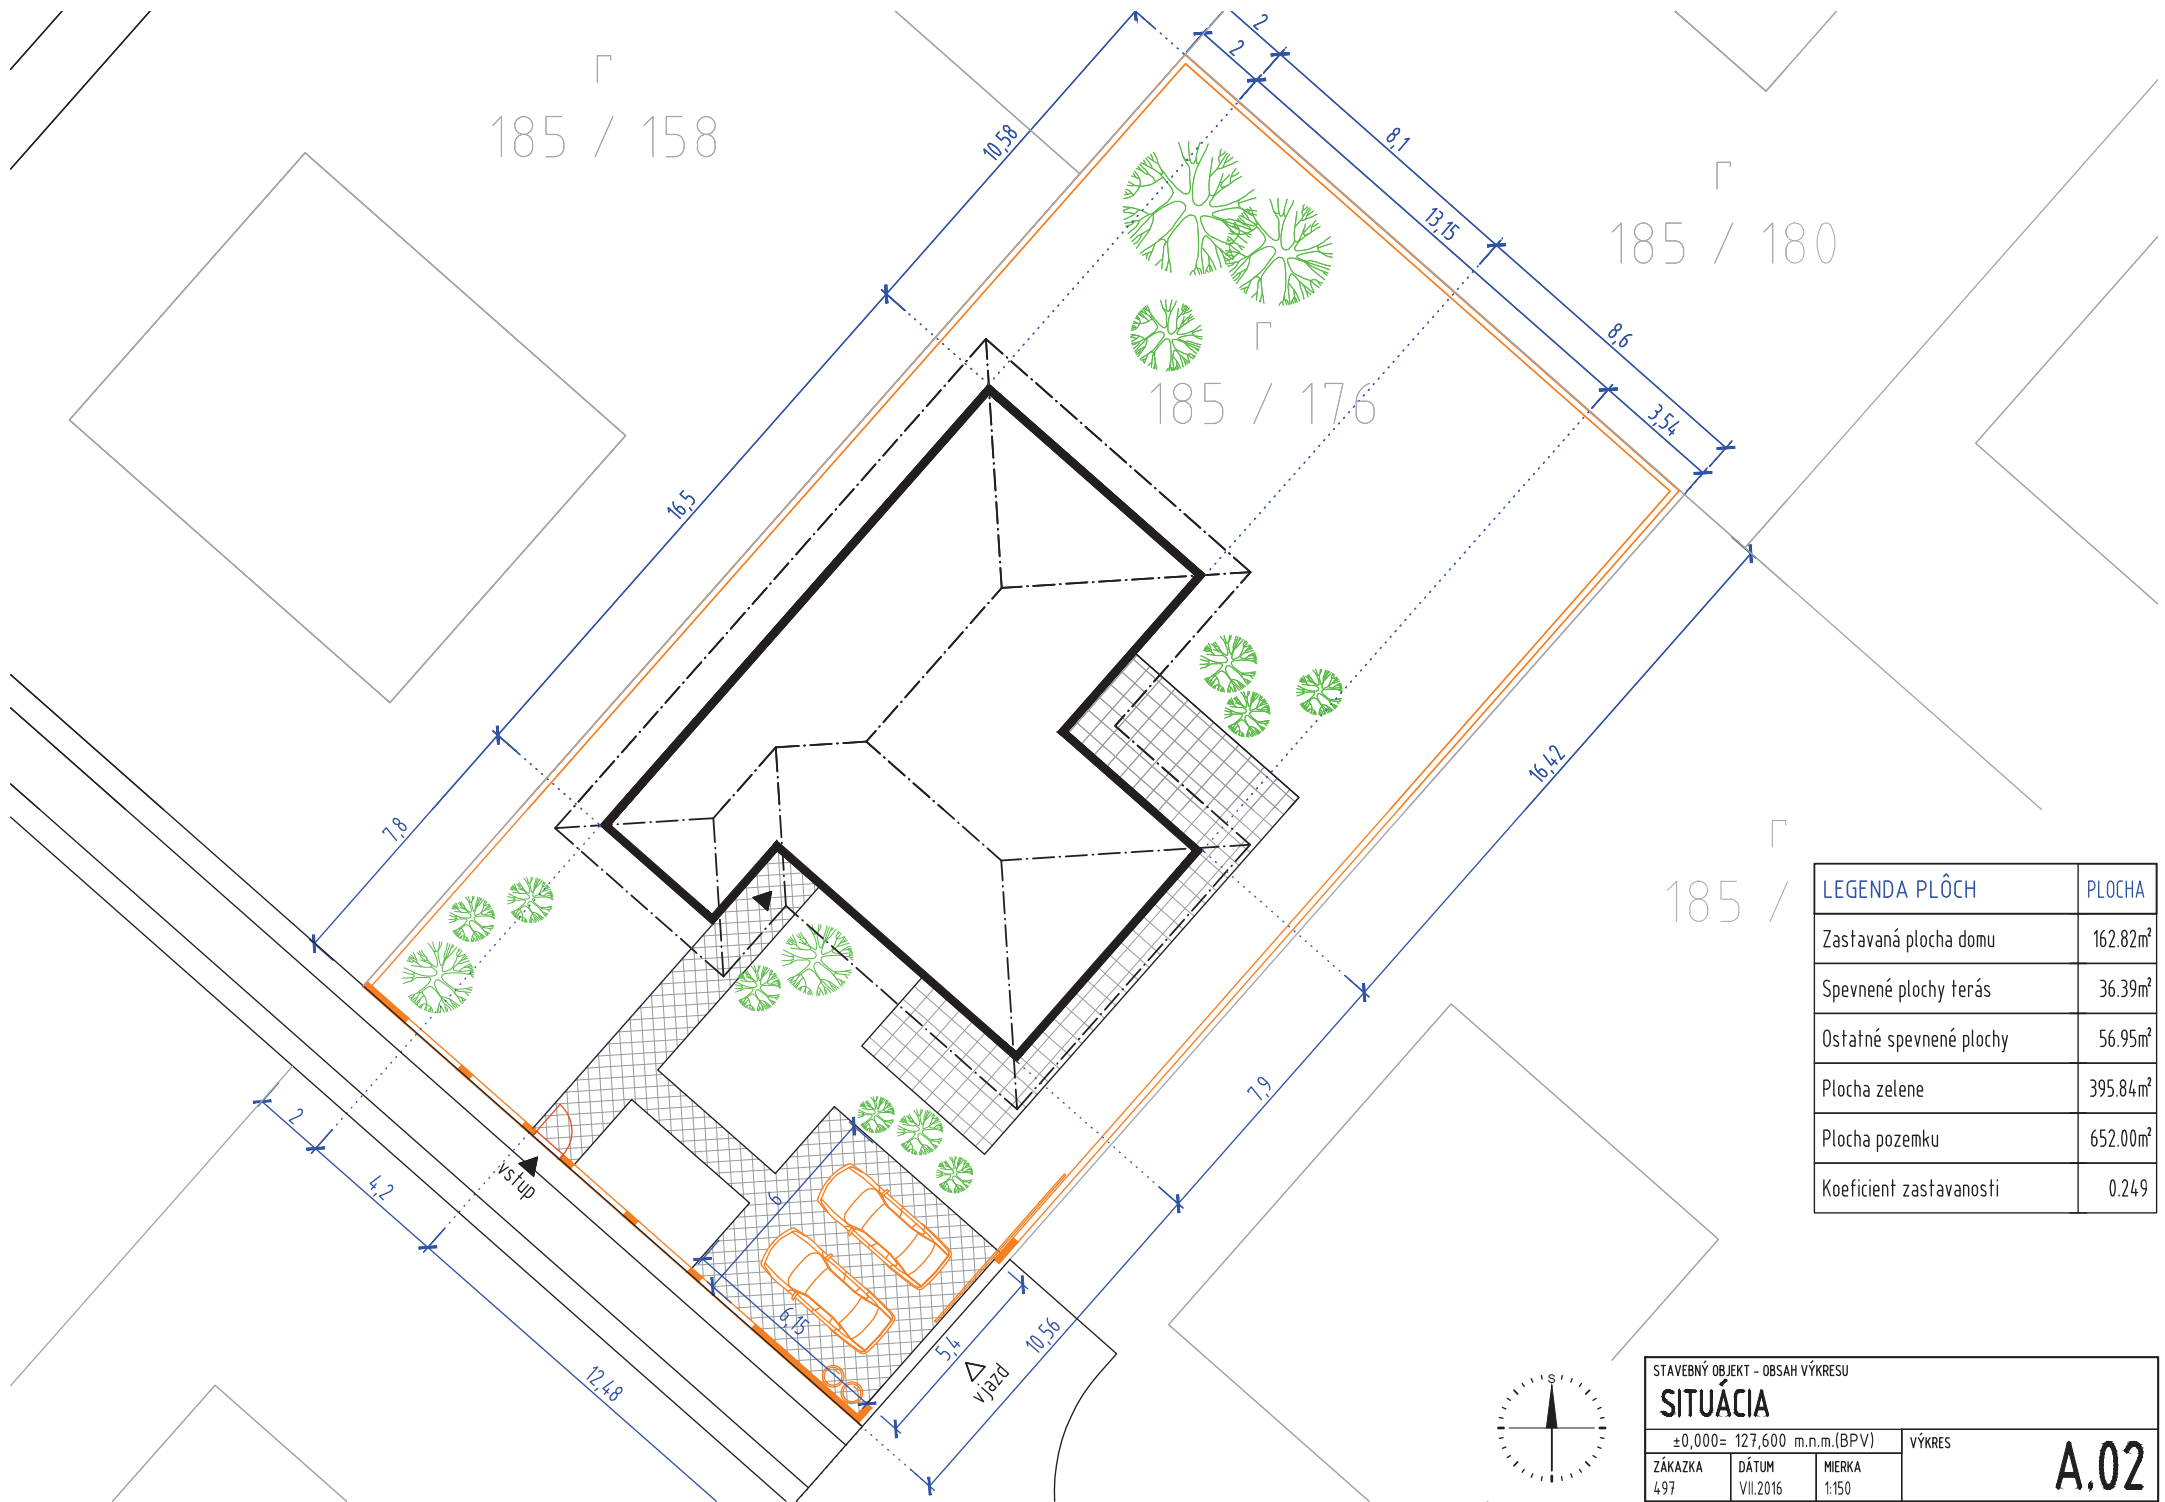 2
2
8,1
10,58
185 / 158
13,15
185 / 180
8,6
185 / 176
3,54
16,5
16,42
7,8
185 /
7,9
2
4,2
vstup
6
6,15
12,48
5,4
10,56
vjazd
LEGENDA PLÔCH PLOCHA
Zastavaná plocha domu 162.82m²
Spevnené plochy terás 36.39m²
Ostatné spevnené plochy 56.95m²
Plocha zelene 395.84m²
Plocha pozemku 652.00m²
Koeficient zastavanosti 0.249
S
STAVEBNÝ OBJEKT - OBSAH VÝKRESU
SITUÁCIA
±0,000= 127,600 m.n.m.(BPV)
VÝKRES
A.02
ZÁKAZKA DÁTUM MIERKA
497 VII.2016 1:150